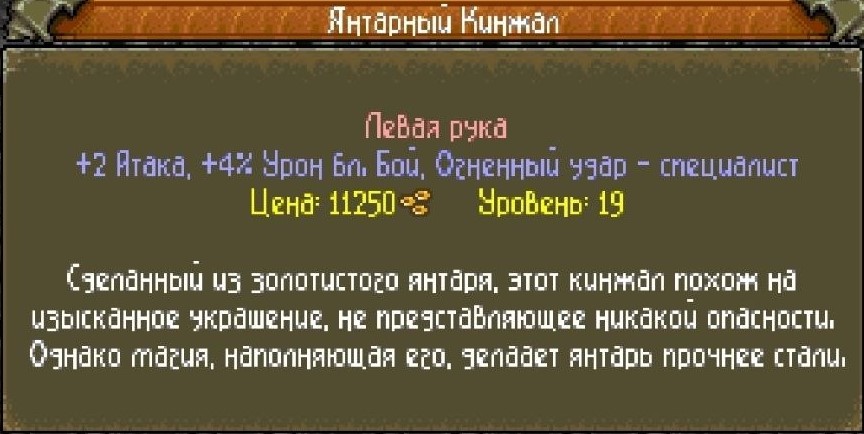 Янтарный Кинжал
Левая рука
+2 Атака, +4% Урон бл. Бой, Огненный удар - специалист
Цена: 11250 Уровень: 19
Сделанный из золотистого янтаря, этот кинжал похож на
изысканное украшение, не представляющее никакой опасности.
Однако магия, наполняющая его, делаает янтарь прочнее стали.